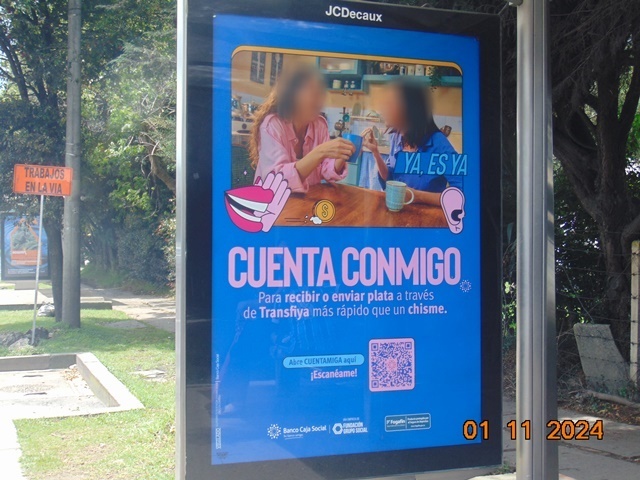 JCDecaux
TRABAJOS
EN LA VIA
YA, ES YA
CUENTA CONMIGO
Para recibir o enviar plata a través
de Transfiya más rápido que un chisme.
Abre CUENTAMIGA aquí
¡Escanéame!
Banco Caja Social
FUNDACIÓN
GRUPO SOCIAL
Fogafín
01 11 2024